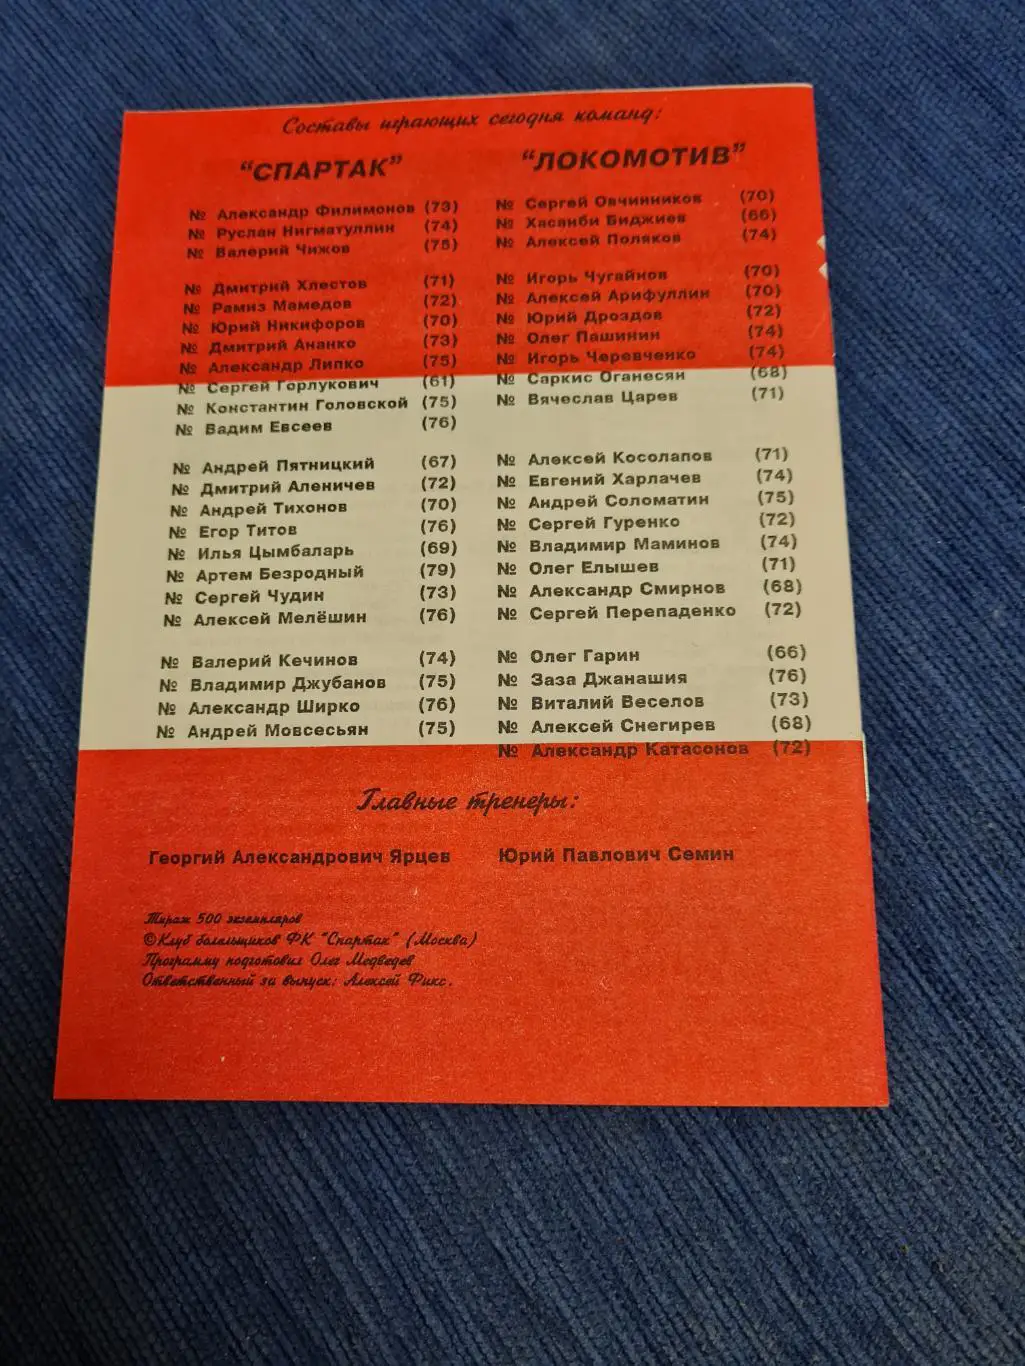 Составы играющих сегодня команд:
"СПАРТАК"
№ Александр Филимонов (73)
№ Руслан Нигматуллин (74)
№ Валерий Чижов (75)
№ Дмитрий Хлестов (71)
№ Рамиз Мамедов (72)
№ Юрий Никифоров (70)
№ Дмитрий Ананко (73)
№ Александр Липко (75)
№ Сергей Горлукович (61)
№ Константин Головской (75)
№ Вадим Евсеев (76)
№ Андрей Пятницкий (67)
№ Дмитрий Аленичев (72)
№ Андрей Тихонов (70)
№ Егор Титов (76)
№ Илья Цымбаларь (69)
№ Артем Безродный (79)
№ Сергей Чудин (73)
№ Алексей Мелёшин (76)
№ Валерий Кечинов (74)
№ Владимир Джубанов (75)
№ Александр Ширко (76)
№ Андрей Мовсесьян (75)
"ЛОКОМОТИВ"
№ Сергей Овчинников (70)
№ Хасанби Биджиев (66)
№ Алексей Поляков (74)
№ Игорь Чугайнов (70)
№ Алексей Арифуллин (70)
№ Юрий Дроздов (72)
№ Олег Пашинин (74)
№ Игорь Черевченко (74)
№ Саркис Оганесян (68)
№ Вячеслав Царев (71)
№ Алексей Косолапов (71)
№ Евгений Харлачев (74)
№ Андрей Соломатин (75)
№ Сергей Гуренко (72)
№ Владимир Маминов (74)
№ Олег Елышев (71)
№ Александр Смирнов (68)
№ Сергей Перепаденко (72)
№ Олег Гарин (66)
№ Заза Джанашия (76)
№ Виталий Веселов (73)
№ Алексей Снегирев (68)
№ Александр Катасонов (72)
Главные тренеры:
Георгий Александрович Ярцев
Юрий Павлович Семин
Тираж 500 экземпляров
©Клуб болельщиков ФК "Спартак" (Москва)
Программу подготовил Олег Медведев
Ответственный за выпуск: Алексей Фикс.